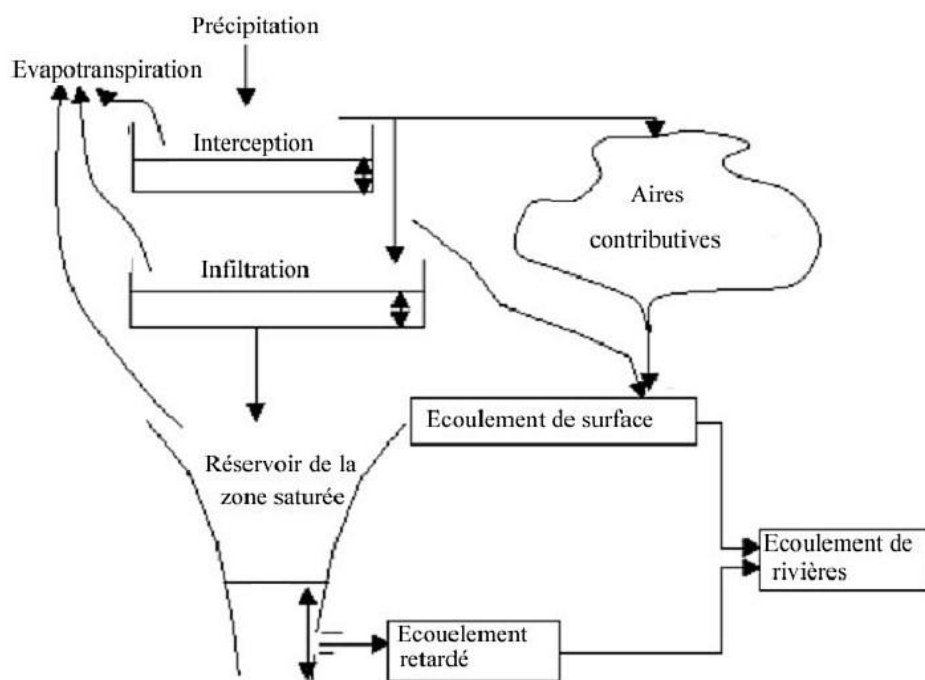 Précipitation
Evapotranspiration
Interception
Aires
contributives
Infiltration
Ecoulement de surface
Réservoir de la
zone saturée
Ecoulement de
rivières
Ecouelement
retardé